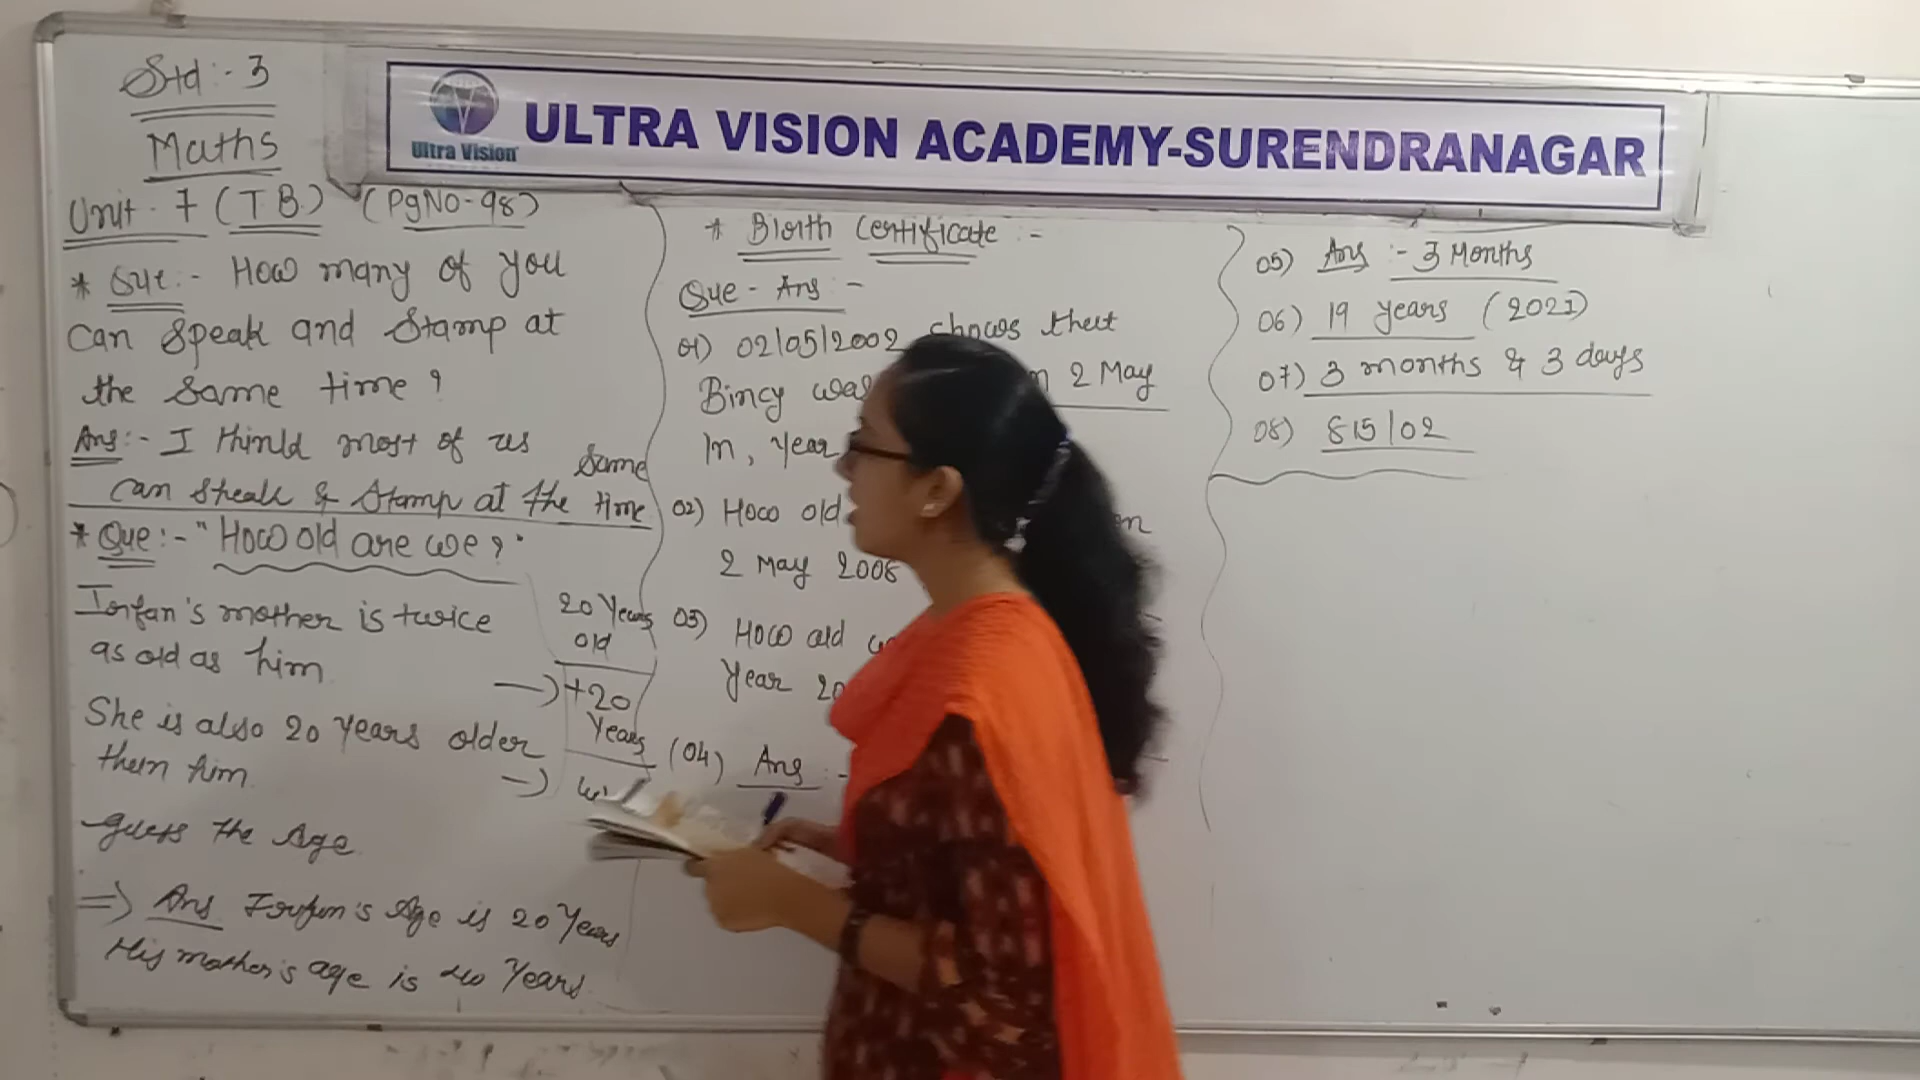 Std :- 3
Maths
Unit - 7 (T.B.) (PgNO-98)
* Que :- How many of you
can speak and Stamp at
the same time ?
Ans :- I think most of us
can speak & Stamp at the same time
* Que :- "How old are we ?"
Irfan's mother is twice
as old as him
She is also 20 years older
them him
guess the Age
=> Ans Irfan's Age is 20 Years
His mother's age is 40 Years
20 Years
old
+20
Years
Ultra Vision
ULTRA VISION ACADEMY-SURENDRANAGAR
* Birth Certificate :-
Que - Ans :-
01) 02/05/2002 shows that
Bincy was 2 May
In, year
02) How old
2 May 2008
03) How old
Year
(04) Ans :-
05) Ans :- 3 Months
06) 19 years (2021)
07) 3 months & 3 days
08) 815/02